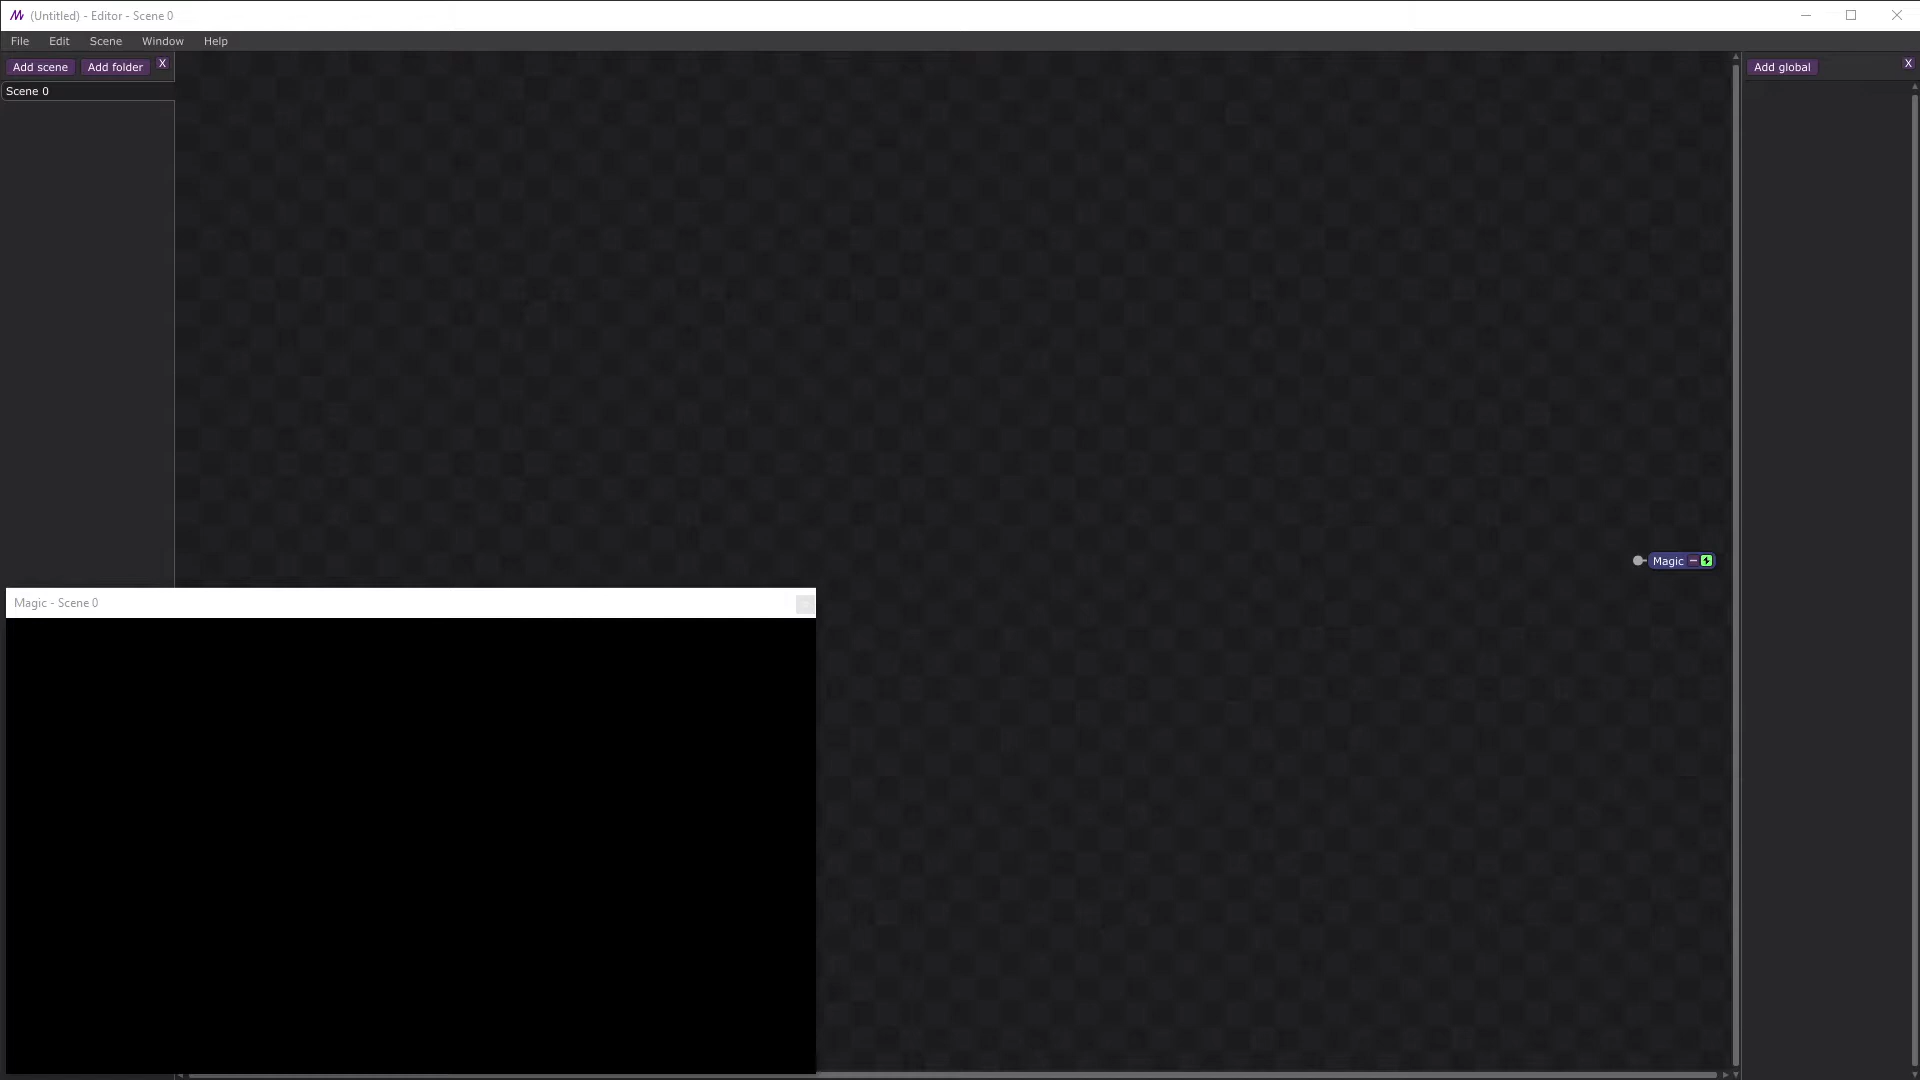 (Untitled) - Editor - Scene 0
File Edit Scene Window Help
Add scene Add folder X
Add global X
Scene 0
Magic
Magic - Scene 0